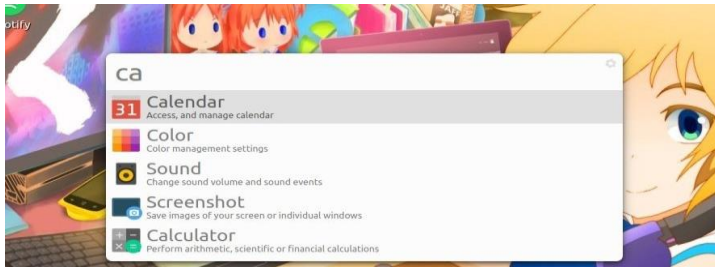 otify
ca
31
Calendar
Access, and manage calendar
Color
Color management settings
Sound
Change sound volume and sound events
Screenshot
Save images of your screen or individual windows
Calculator
Perform arithmetic, scientific or financial calculations